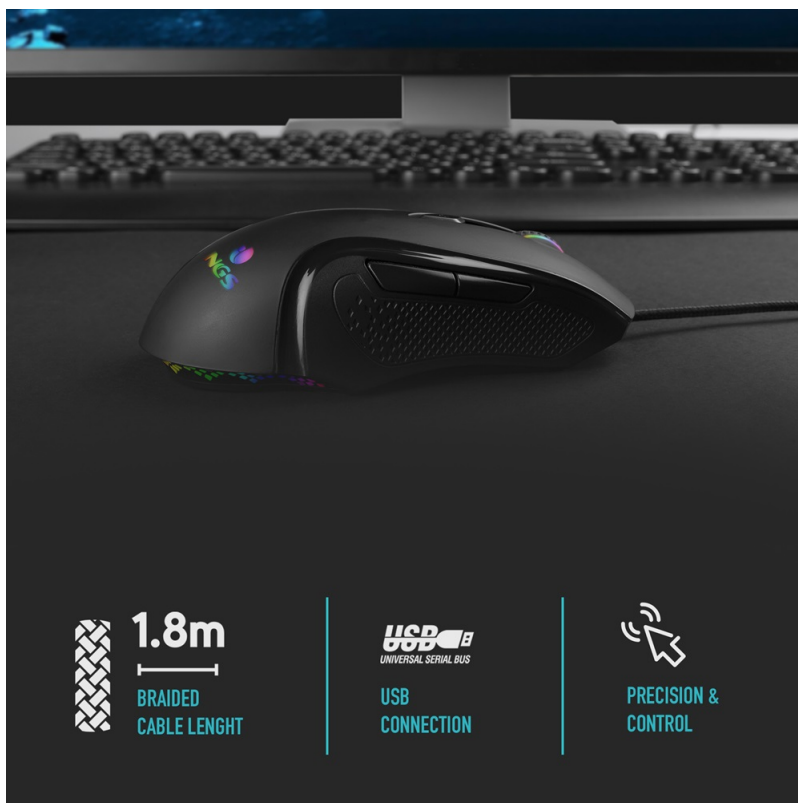 NGS
1.8m
BRAIDED
CABLE LENGHT
USB
UNIVERSAL SERIAL BUS
USB
CONNECTION
PRECISION &
CONTROL